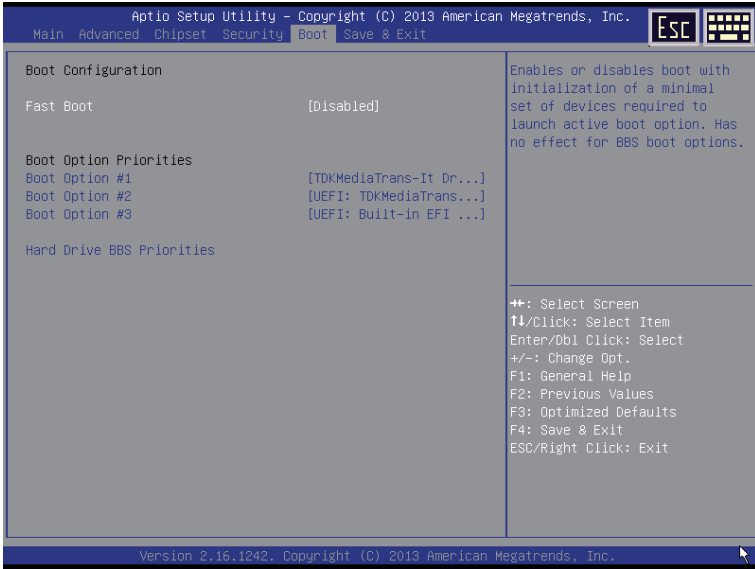 Aptio Setup Utility – Copyright (C) 2013 American Megatrends, Inc.
Main Advanced Chipset Security Boot Save & Exit
Esc
Boot Configuration
Fast Boot [Disabled]
Boot Option Priorities
Boot Option #1 [TDKMediaTrans-It Dr...]
Boot Option #2 [UEFI: TDKMediaTrans...]
Boot Option #3 [UEFI: Built-in EFI ...]
Hard Drive BBS Priorities
Enables or disables boot with
initialization of a minimal
set of devices required to
launch active boot option. Has
no effect for BBS boot options.
→←: Select Screen
↑↓/Click: Select Item
Enter/Dbl Click: Select
+/-: Change Opt.
F1: General Help
F2: Previous Values
F3: Optimized Defaults
F4: Save & Exit
ESC/Right Click: Exit
Version 2.16.1242. Copyright (C) 2013 American Megatrends, Inc.